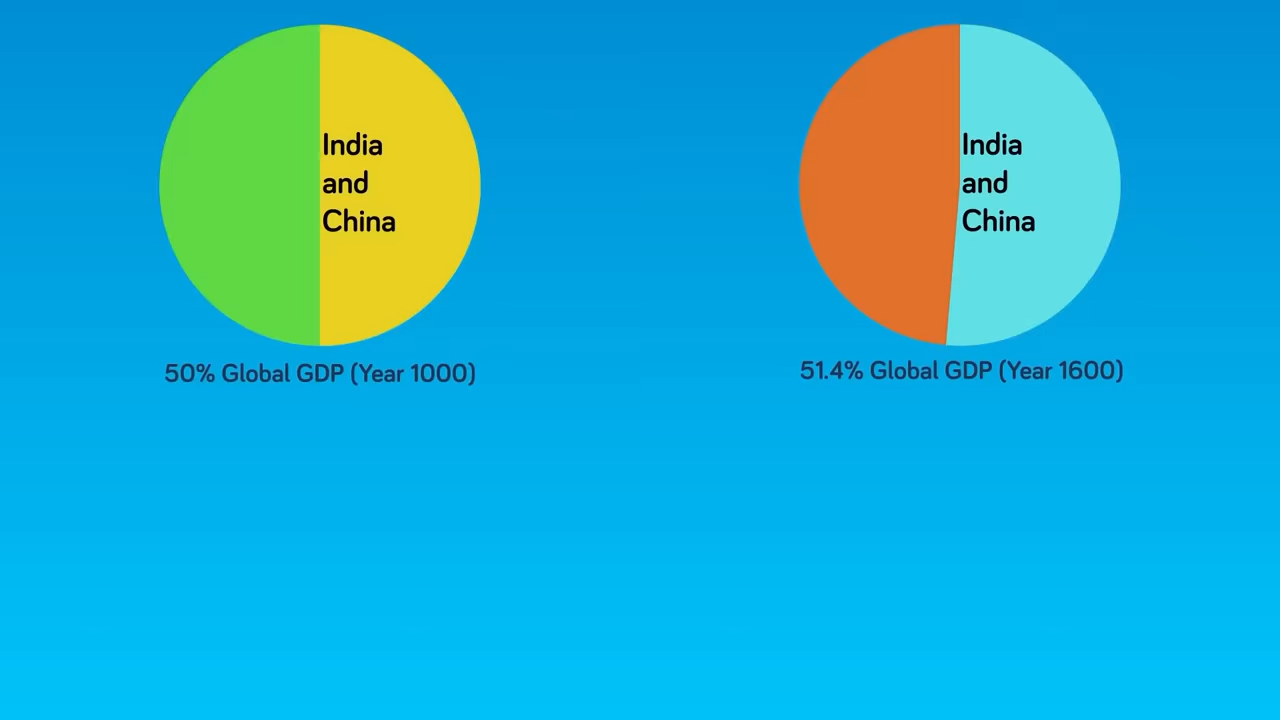 India
and
China
50% Global GDP (Year 1000)
India
and
China
51.4% Global GDP (Year 1600)